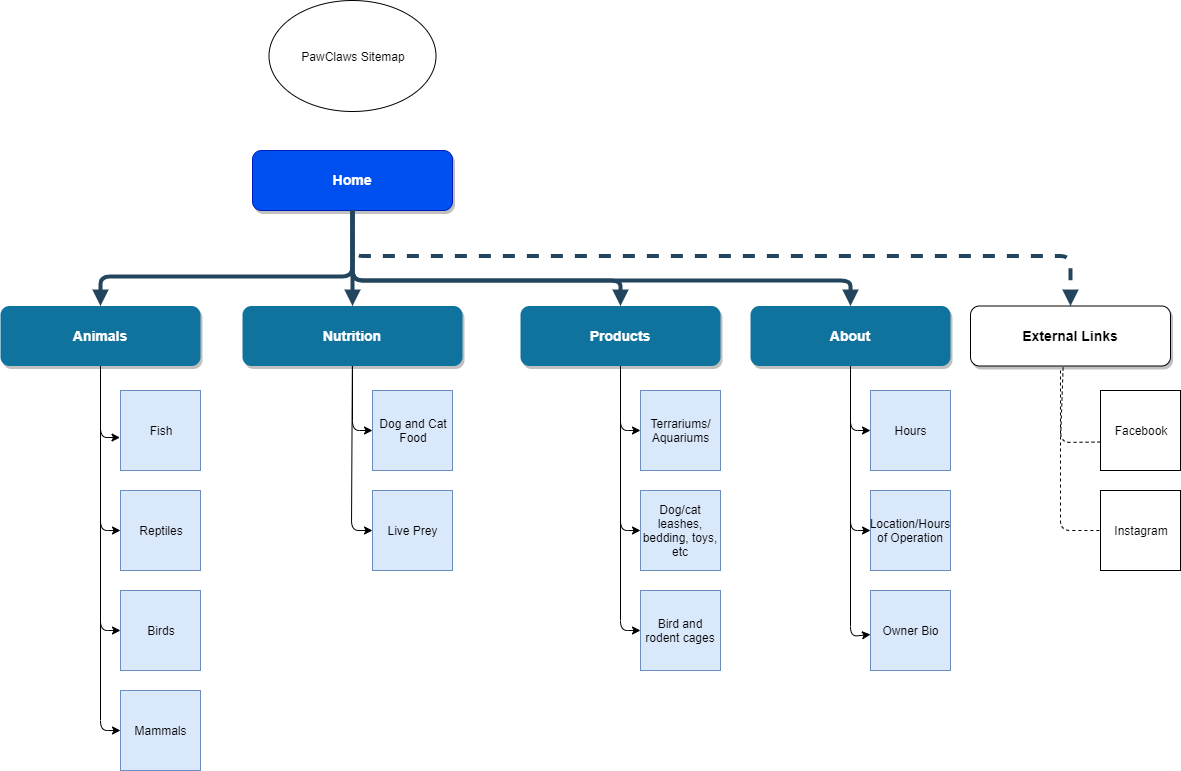 PawClaws Sitemap
Home
Animals
Nutrition
Products
About
External Links
Fish
Reptiles
Birds
Mammals
Dog and Cat
Food
Live Prey
Terrariums/
Aquariums
Dog/cat
leashes,
bedding, toys,
etc
Bird and
rodent cages
Hours
Location/Hours
of Operation
Owner Bio
Facebook
Instagram